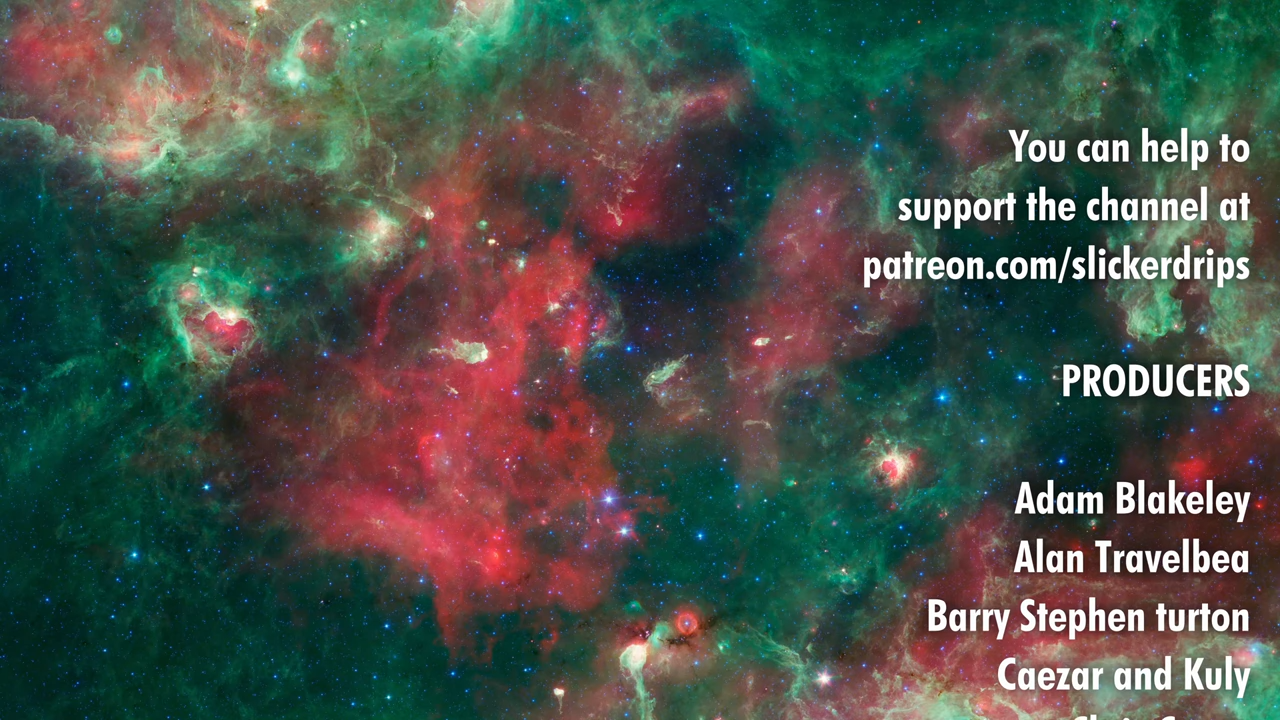 You can help to
support the channel at
patreon.com/slickerdrips
PRODUCERS
Adam Blakeley
Alan Travelbea
Barry Stephen turton
Caezar and Kuly